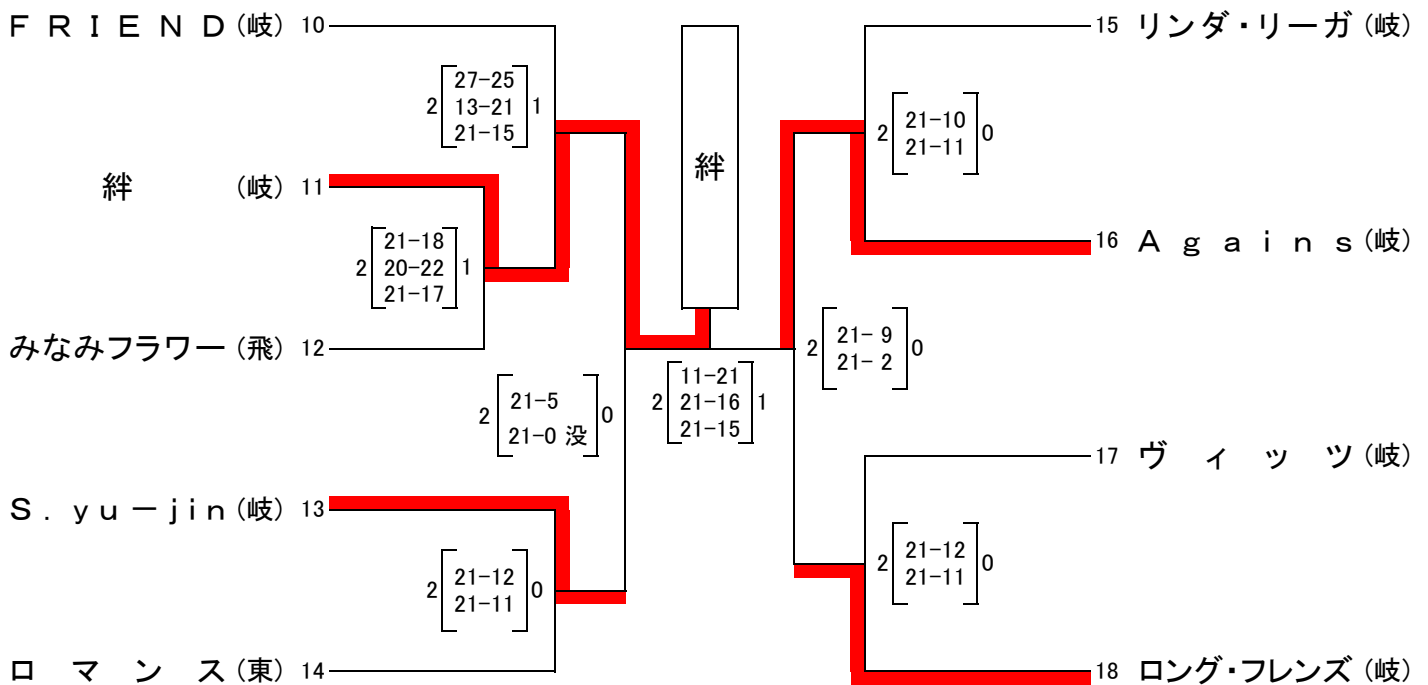 ＦＲＩＥＮＤ(岐) 10
2 27-25 1
13-21
21-15
絆 (岐) 11
2 21-18 1
20-22
21-17
みなみフラワー(飛) 12
2 21-5 0
21-0 没
Ｓ．ｙｕ－ｊｉｎ(岐) 13
2 21-12 0
21-11
ロマンス(東) 14
絆
2 11-21 1
21-16
21-15
15 リンダ・リーガ(岐)
2 21-10 0
21-11
16 Ａｇａｉｎｓ(岐)
2 21- 9 0
21- 2
17 ヴィッツ(岐)
2 21-12 0
21-11
18 ロング・フレンズ(岐)